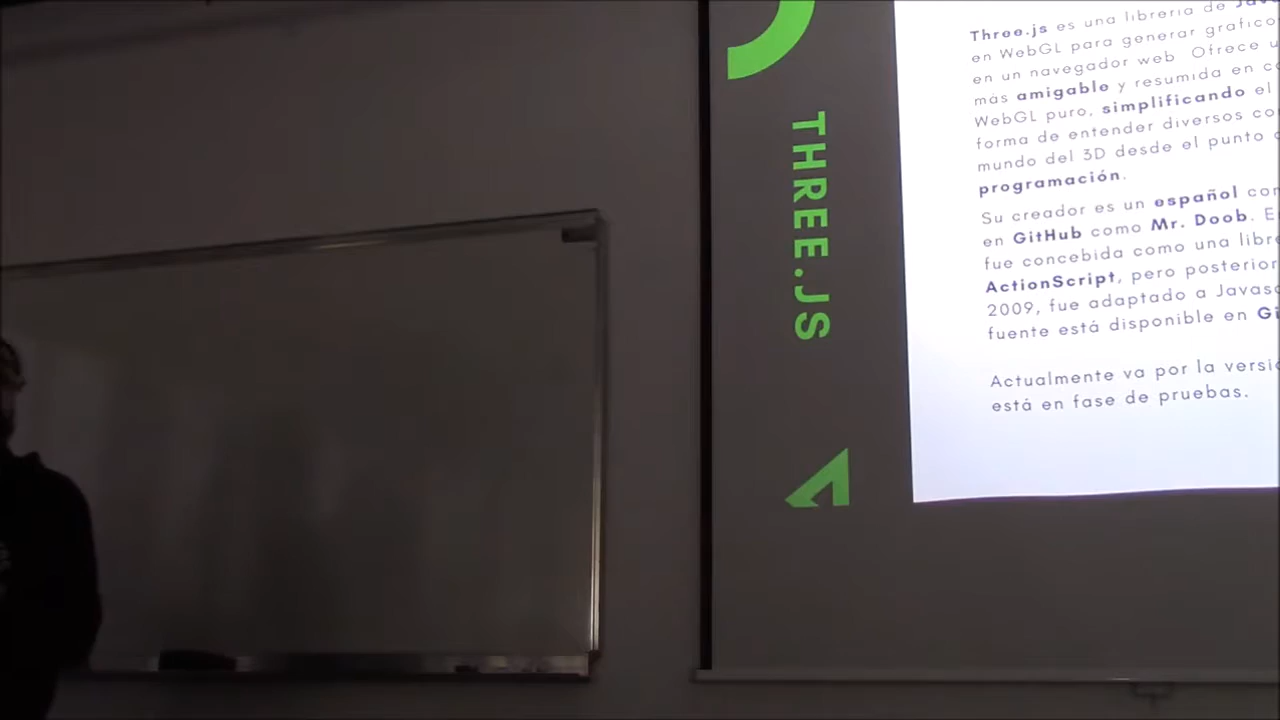 THREE.JS
Three.js es una librería de
en WebGL para generar grafico
en un navegador web Ofrece
más amigable y resumida en
WebGL puro, simplificando el
forma de entender diversos
mundo del 3D desde el punto
programación.
Su creador es un español
en GitHub como Mr. Doob.
fue concebida como una
ActionScript, pero posterior
2009, fue adaptado a
fuente está disponible en
Actualmente va por la
está en fase de pruebas.